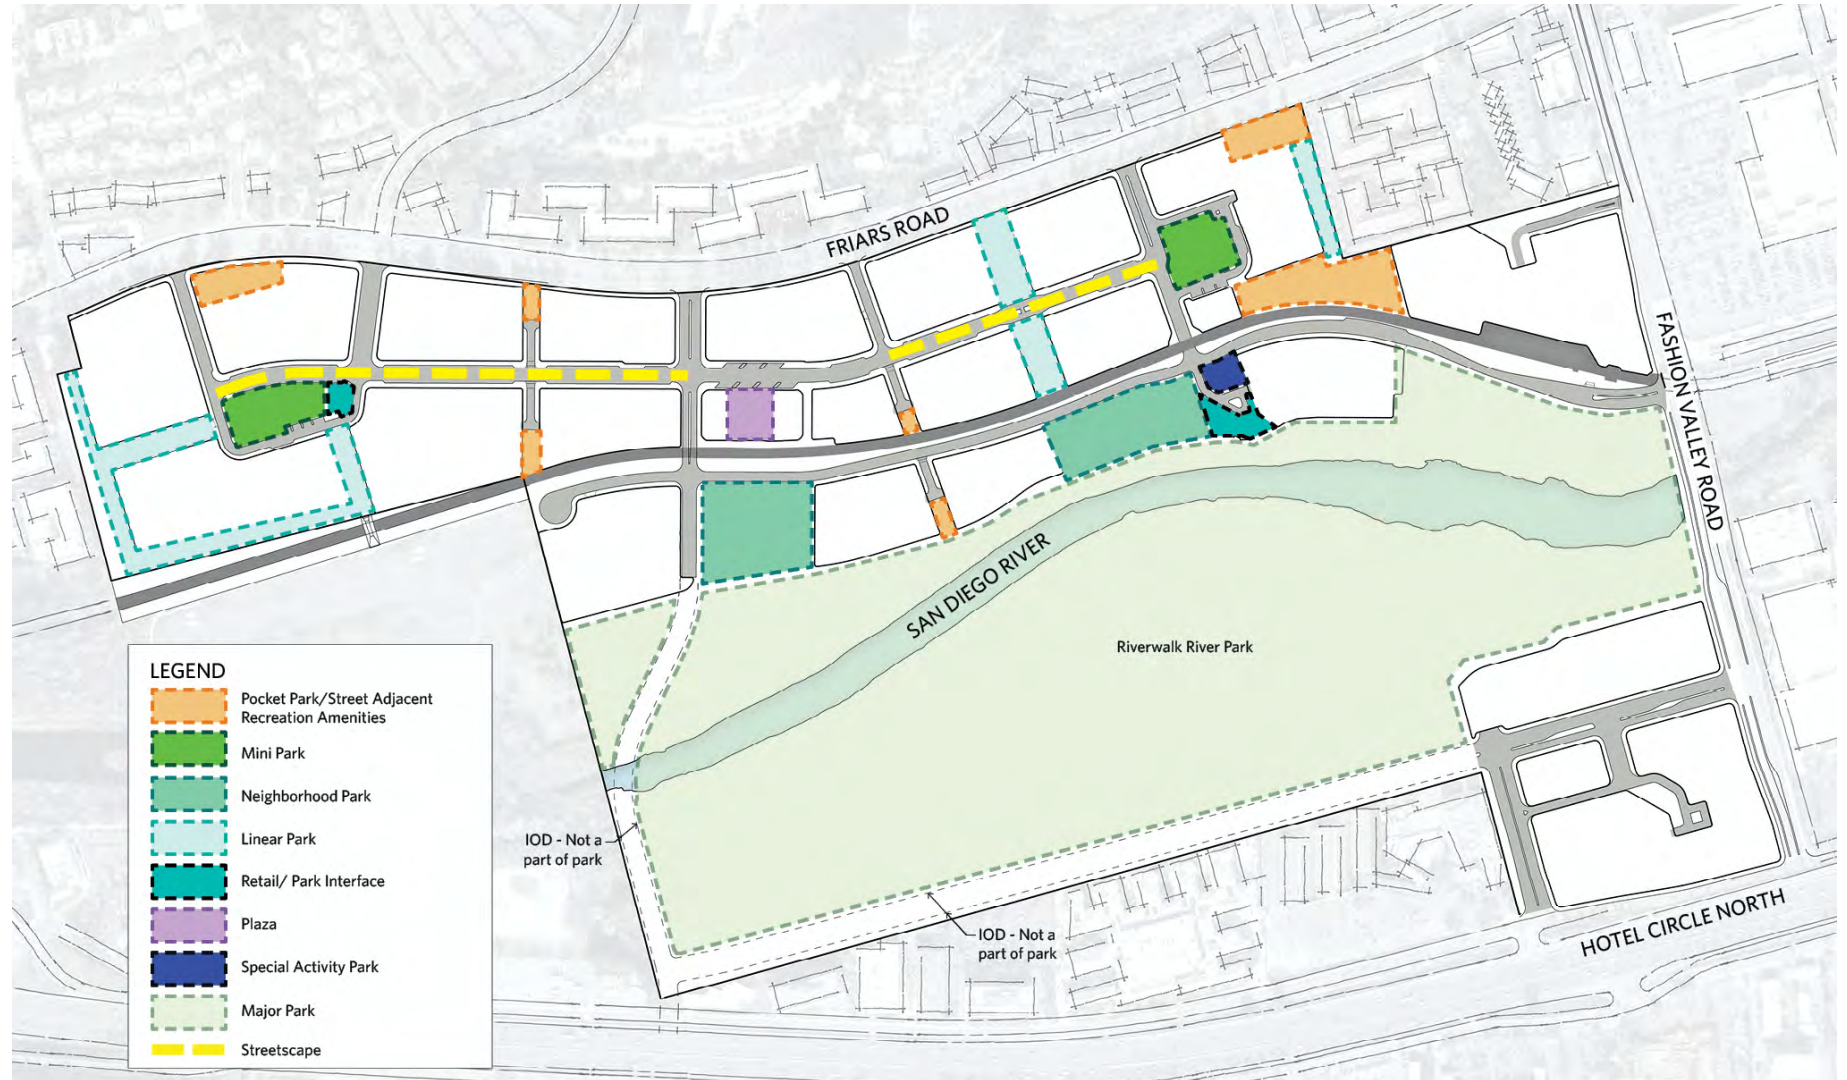 FRIARS ROAD
FASHION VALLEY ROAD
SAN DIEGO RIVER
Riverwalk River Park
LEGEND
Pocket Park/Street Adjacent
Recreation Amenities
Mini Park
Neighborhood Park
Linear Park
Retail/ Park Interface
Plaza
Special Activity Park
Major Park
Streetscape
IOD - Not a
part of park
IOD - Not a
part of park
HOTEL CIRCLE NORTH